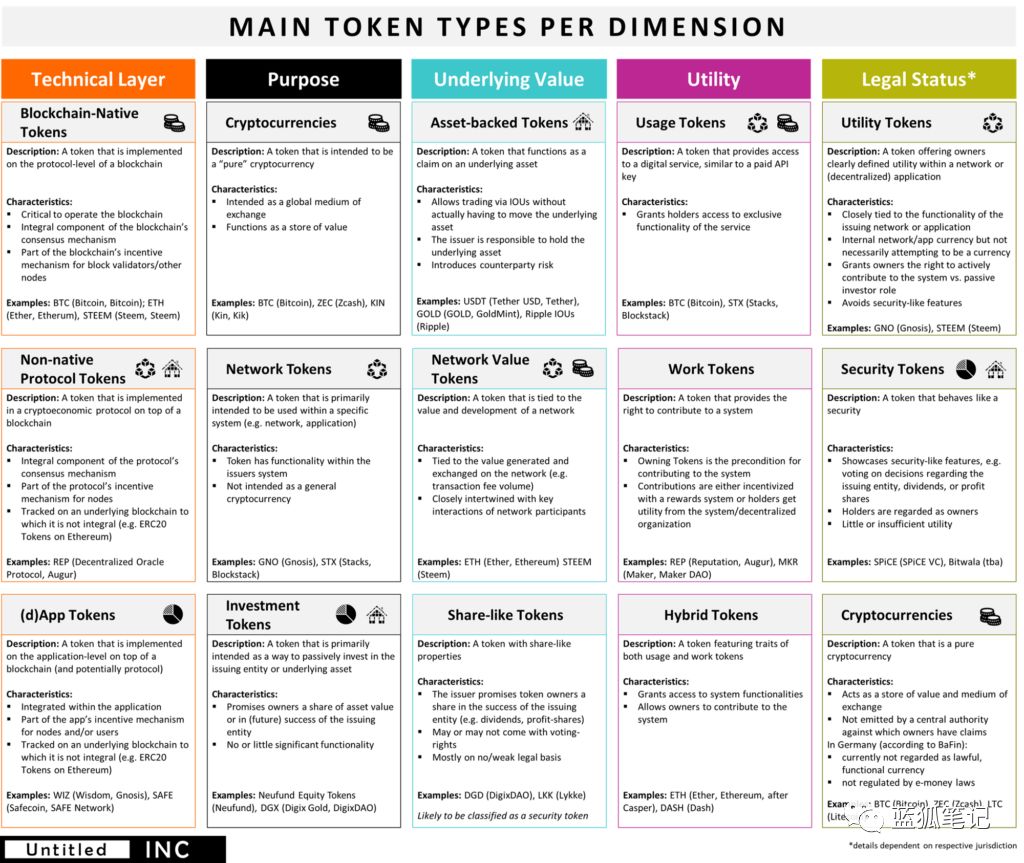 MAIN TOKEN TYPES PER DIMENSION
Technical Layer
Blockchain-Native
Tokens
Description: A token that is implemented
on the protocol-level of a blockchain
Characteristics:
▪ Critical to operate the blockchain
▪ Integral component of the blockchain's
consensus mechanism
▪ Part of the blockchain's incentive
mechanism for block validators/other
nodes
Examples: BTC (Bitcoin, Bitcoin); ETH
(Ether, Etherum), STEEM (Steem, Steem)
Non-native
Protocol Tokens
Description: A token that is implemented
in a cryptoeconomic protocol on top of a
blockchain
Characteristics:
▪ Integral component of the protocol's
consensus mechanism
▪ Part of the protocol's incentive
mechanism for nodes
▪ Tracked on an underlying blockchain to
which it is not integral (e.g. ERC20
Tokens on Ethereum)
Examples: REP (Decentralized Oracle
Protocol, Augur)
(d)App Tokens
Description: A token that is implemented
on the application-level on top of a
blockchain (and potentially protocol)
Characteristics:
▪ Integrated within the application
▪ Part of the app's incentive mechanism
for nodes and/or users
▪ Tracked on an underlying blockchain to
which it is not integral (e.g. ERC20
Tokens on Ethereum)
Examples: WIZ (Wisdom, Gnosis), SAFE
(Safecoin, SAFE Network)
Purpose
Cryptocurrencies
Description: A token that is intended to be
a "pure" cryptocurrency
Characteristics:
▪ Intended as a global medium of
exchange
▪ Functions as a store of value
Examples: BTC (Bitcoin), ZEC (Zcash), KIN
(Kin, Kik)
Network Tokens
Description: A token that is primarily
intended to be used within a specific
system (e.g. network, application)
Characteristics:
▪ Token has functionality within the
issuers system
▪ Not intended as a general
cryptocurrency
Examples: GNO (Gnosis), STX (Stacks,
Blockstack)
Investment
Tokens
Description: A token that is primarily
intended as a way to passively invest in the
issuing entity or underlying asset
Characteristics:
▪ Promises owners a share of asset value
or in (future) success of the issuing
entity
▪ No or little significant functionality
Examples: Neufund Equity Tokens
(Neufund), DGX (Digix Gold, DigixDAO)
Underlying Value
Asset-backed Tokens
Description: A token that functions as a
claim on an underlying asset
Characteristics:
▪ Allows trading via IOUs without
actually having to move the underlying
asset
▪ The issuer is responsible to hold the
underlying asset
▪ Introduces counterparty risk
Examples: USDT (Tether USD, Tether),
GOLD (GOLD, GoldMint), Ripple IOUs
(Ripple)
Network Value
Tokens
Description: A token that is tied to the
value and development of a network
Characteristics:
▪ Tied to the value generated and
exchanged on the network (e.g.
transaction fee volume)
▪ Closely intertwined with key
interactions of network participants
Examples: ETH (Ether, Ethereum) STEEM
(Steem)
Share-like Tokens
Description: A token with share-like
properties
Characteristics:
▪ The issuer promises token owners a
share in the success of the issuing
entity (e.g. dividends, profit-shares)
▪ May or may not come with voting-
rights
▪ Mostly on no/weak legal basis
Examples: DGD (DigixDAO), LKK (Lykke)
Likely to be classified as a security token
Utility
Usage Tokens
Description: A token that provides access
to a digital service, similar to a paid API
key
Characteristics:
▪ Grants holders access to exclusive
functionality of the service
Examples: BTC (Bitcoin), STX (Stacks,
Blockstack)
Work Tokens
Description: A token that provides the
right to contribute to a system
Characteristics:
▪ Owning Tokens is the precondition for
contributing to the system
▪ Contributions are either incentivized
with a rewards system or holders get
utility from the system/decentralized
organization
Examples: REP (Reputation, Augur), MKR
(Maker, Maker DAO)
Hybrid Tokens
Description: A token featuring traits of
both usage and work tokens
Characteristics:
▪ Grants access to system functionalities
▪ Allows owners to contribute to the
system
Examples: ETH (Ether, Ethereum, after
Casper), DASH (Dash)
Legal Status*
Utility Tokens
Description: A token offering owners
clearly defined utility within a network or
(decentralized) application
Characteristics:
▪ Closely tied to the functionality of the
issuing network or application
▪ Internal network/app currency but not
necessarily attempting to be a currency
▪ Grants owners the right to actively
contribute to the system vs. passive
investor role
▪ Avoids security-like features
Examples: GNO (Gnosis), STEEM (Steem)
Security Tokens
Description: A token that behaves like a
security
Characteristics:
▪ Showcases security-like features, e.g.
voting on decisions regarding the
issuing entity, dividends, or profit
shares
▪ Holders are regarded as owners
▪ Little or insufficient utility
Examples: SPiCE (SPiCE VC), Bitwala (tba)
Cryptocurrencies
Description: A token that is a pure
cryptocurrency
Characteristics:
▪ Acts as a store of value and medium of
exchange
▪ Not emitted by a central authority
against which owners have claims
In Germany (according to BaFin):
▪ currently not regarded as lawful,
functional currency
▪ not regulated by e-money laws
Examples: BTC (Bitcoin), ZEC (Zcash), LTC
蓝狐笔记
Untitled INC
*details dependent on respective jurisdiction